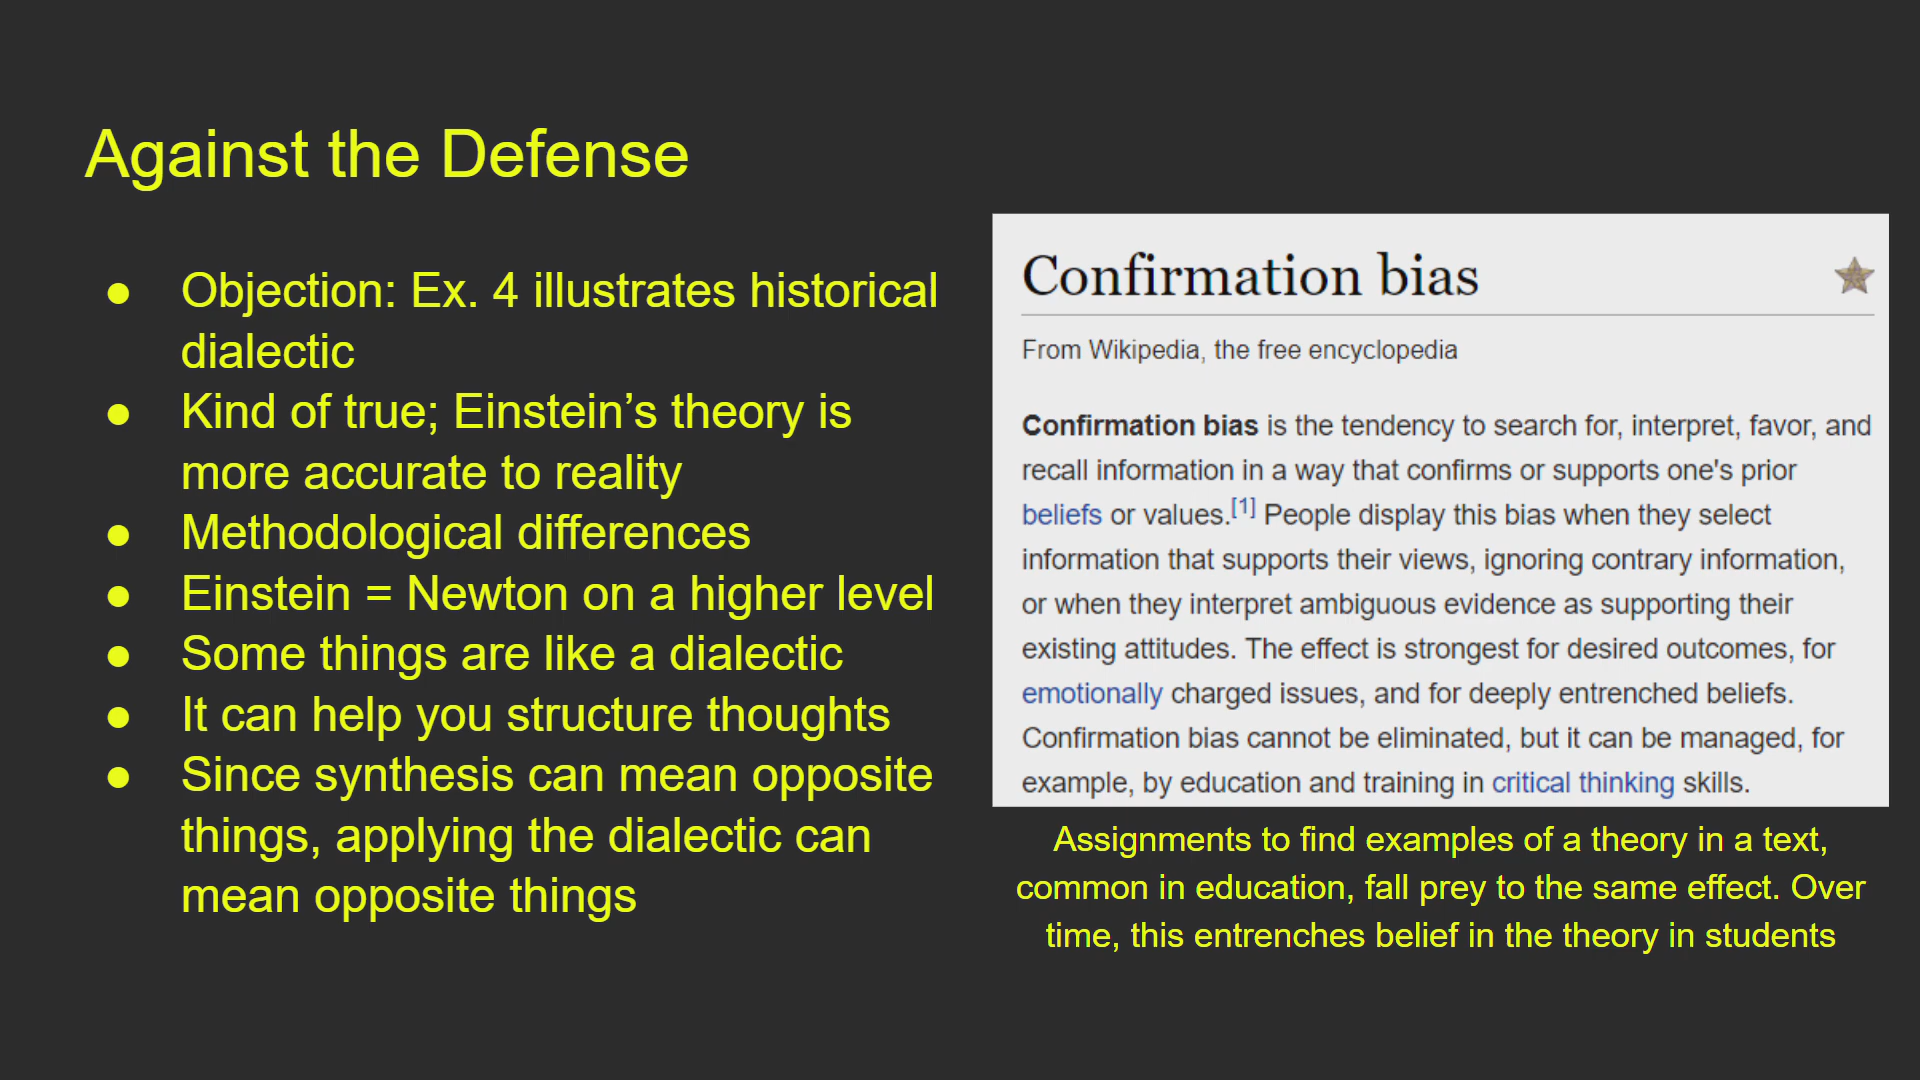 Against the Defense
● Objection: Ex. 4 illustrates historical
dialectic
● Kind of true; Einstein’s theory is
more accurate to reality
● Methodological differences
● Einstein = Newton on a higher level
● Some things are like a dialectic
● It can help you structure thoughts
● Since synthesis can mean opposite
things, applying the dialectic can
mean opposite things
Confirmation bias
From Wikipedia, the free encyclopedia
Confirmation bias is the tendency to search for, interpret, favor, and
recall information in a way that confirms or supports one's prior
beliefs or values.[1] People display this bias when they select
information that supports their views, ignoring contrary information,
or when they interpret ambiguous evidence as supporting their
existing attitudes. The effect is strongest for desired outcomes, for
emotionally charged issues, and for deeply entrenched beliefs.
Confirmation bias cannot be eliminated, but it can be managed, for
example, by education and training in critical thinking skills.
Assignments to find examples of a theory in a text,
common in education, fall prey to the same effect. Over
time, this entrenches belief in the theory in students